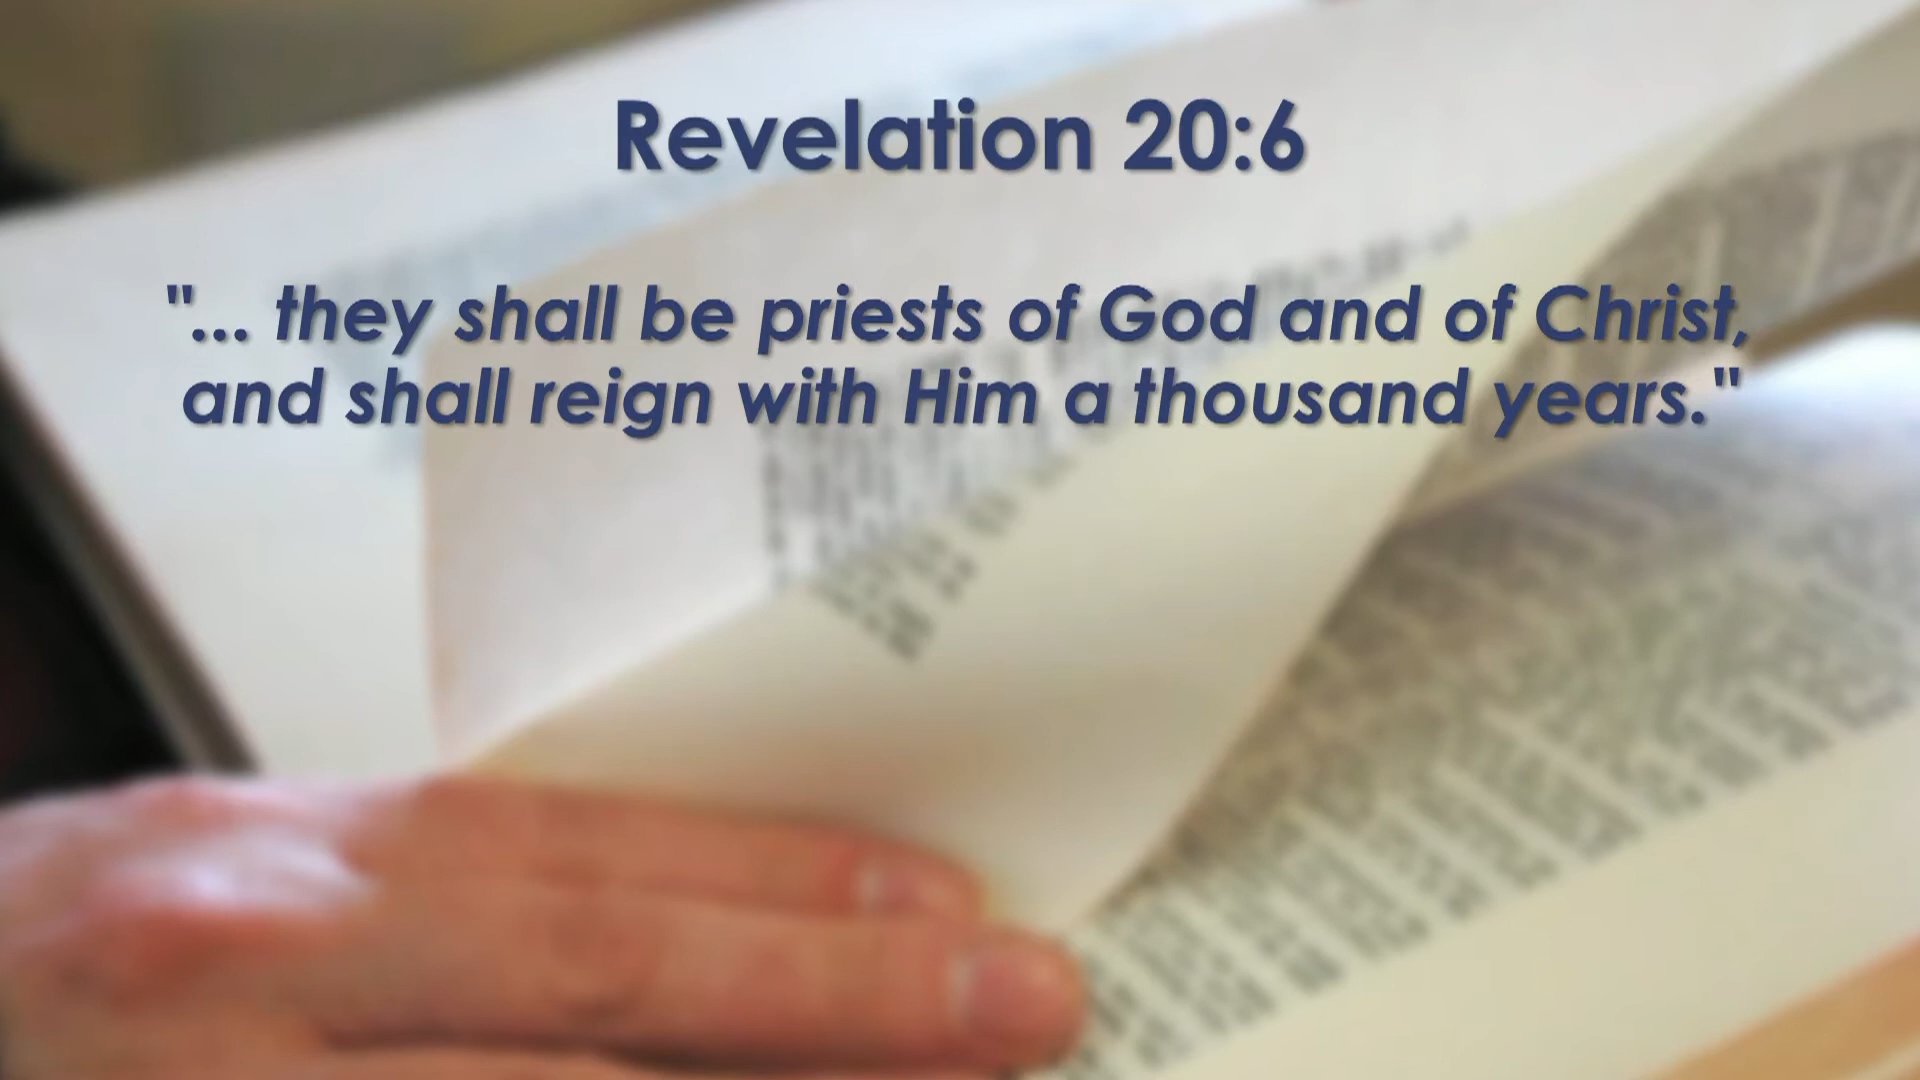 Revelation 20:6
"... they shall be priests of God and of Christ,
and shall reign with Him a thousand years."